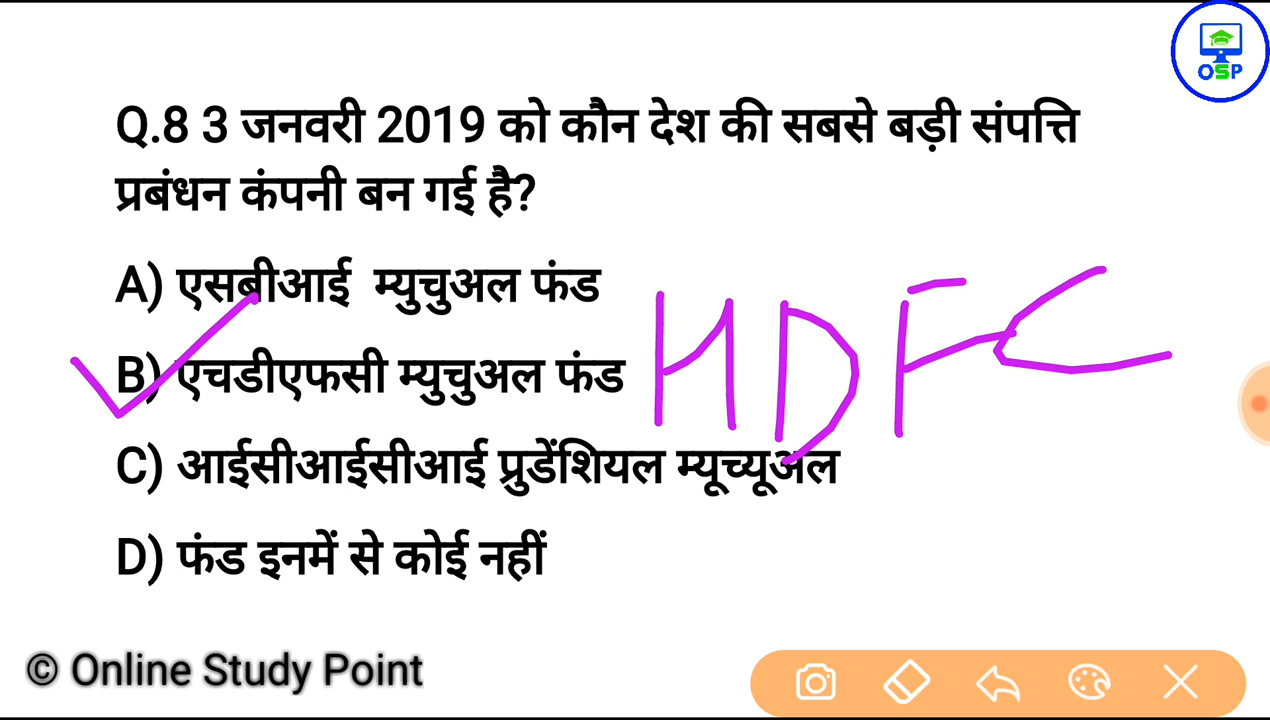 OSP
Q.8 3 जनवरी 2019 को कौन देश की सबसे बड़ी संपत्ति
प्रबंधन कंपनी बन गई है?
A) एसबीआई म्युचुअल फंड
B) एचडीएफसी म्युचुअल फंड HDFC
C) आईसीआईसीआई प्रुडेंशियल म्यूच्यूअल
D) फंड इनमें से कोई नहीं
© Online Study Point